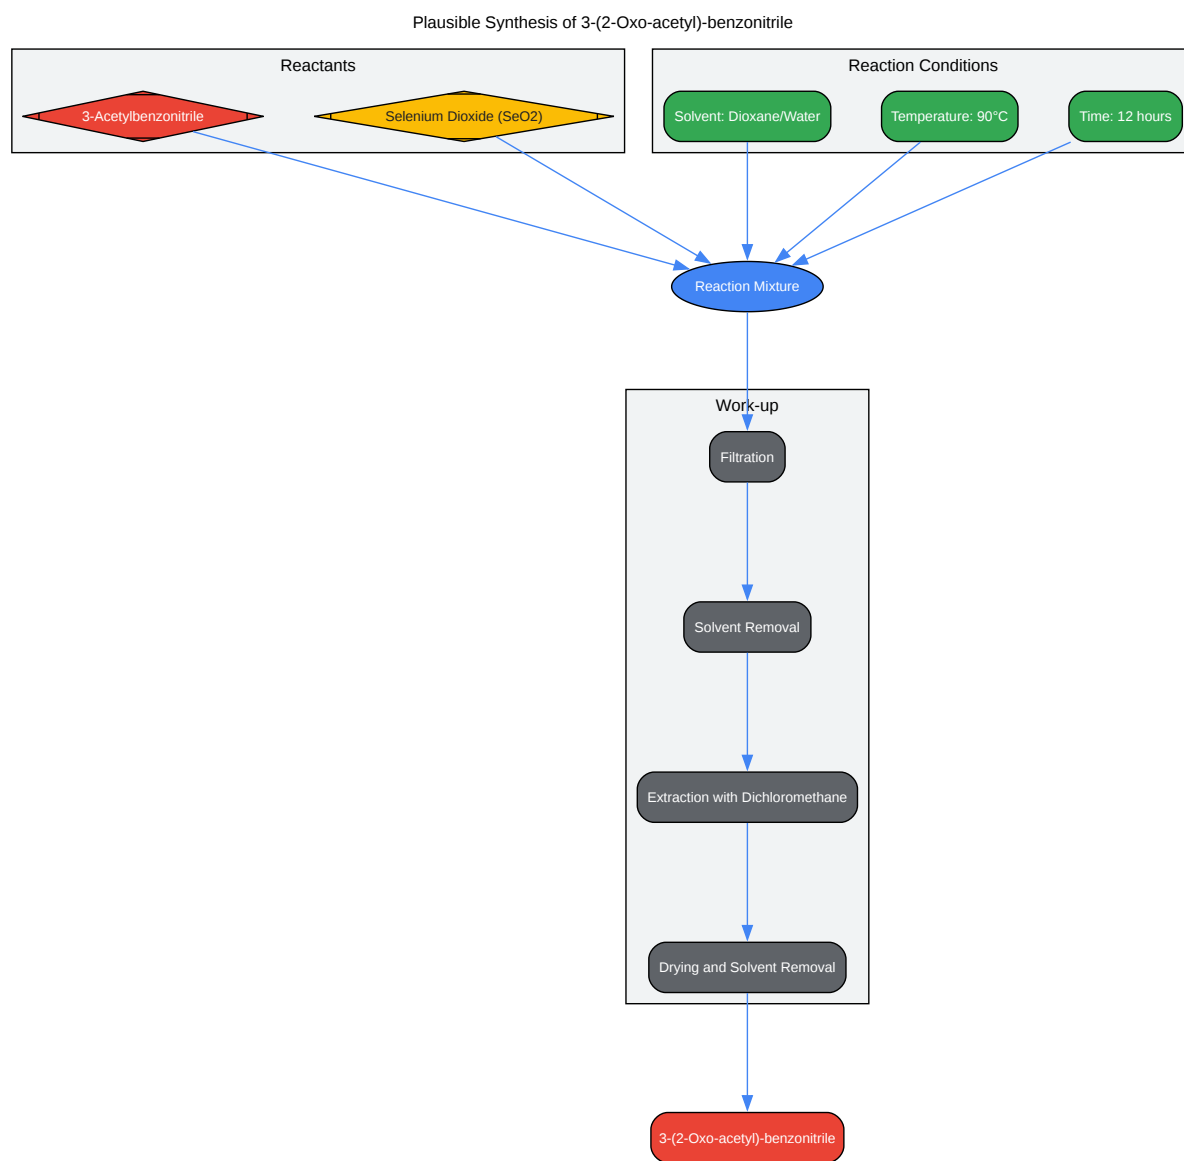 Plausible Synthesis of 3-(2-Oxo-acetyl)-benzonitrile
Reactants
3-Acetylbenzonitrile
Selenium Dioxide (SeO2)
Reaction Conditions
Solvent: Dioxane/Water
Temperature: 90°C
Time: 12 hours
Reaction Mixture
Work-up
Filtration
Solvent Removal
Extraction with Dichloromethane
Drying and Solvent Removal
3-(2-Oxo-acetyl)-benzonitrile